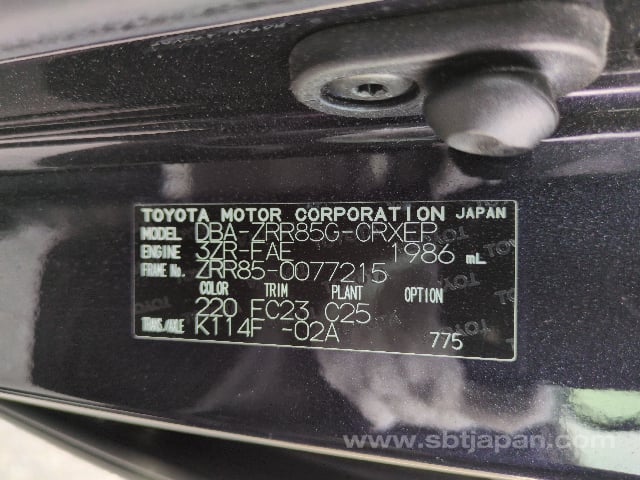 TOYOTA MOTOR CORPORATION JAPAN
MODEL DBA-ZRR85G-CRXEP
ENGINE 3ZR-FAE 1986 mL
FRAME No. ZRR85-0077215
COLOR TRIM PLANT OPTION
220 FC23 C25
TRANS/AXLE K114F -02A 775
www.sbtjapan.com